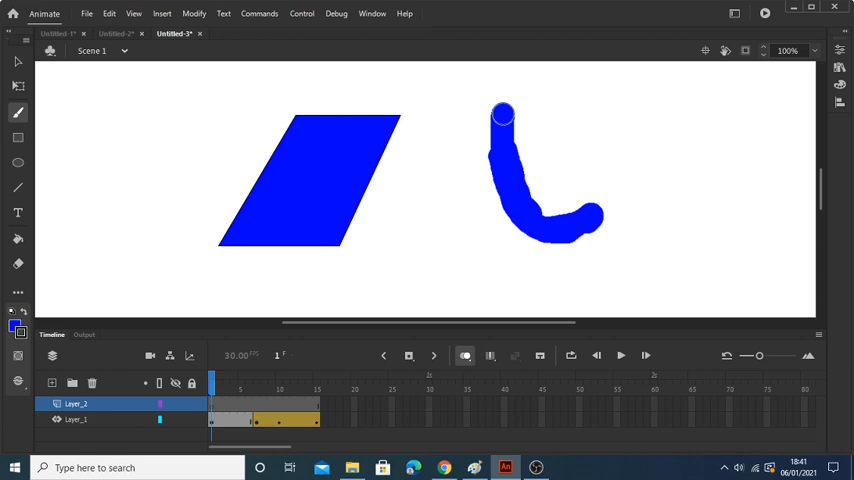 Animate File Edit View Insert Modify Text Commands Control Debug Window Help
Untitled-1* × Untitled-2* × Untitled-3* ×
Scene 1 100%
T
Timeline Output
30.00 FPS 1 F
1s 2s
5 10 15 20 25 30 35 40 45 50 55 60 65 70 75 80
Layer_2
Layer_1
Type here to search An 18:41
06/01/2021